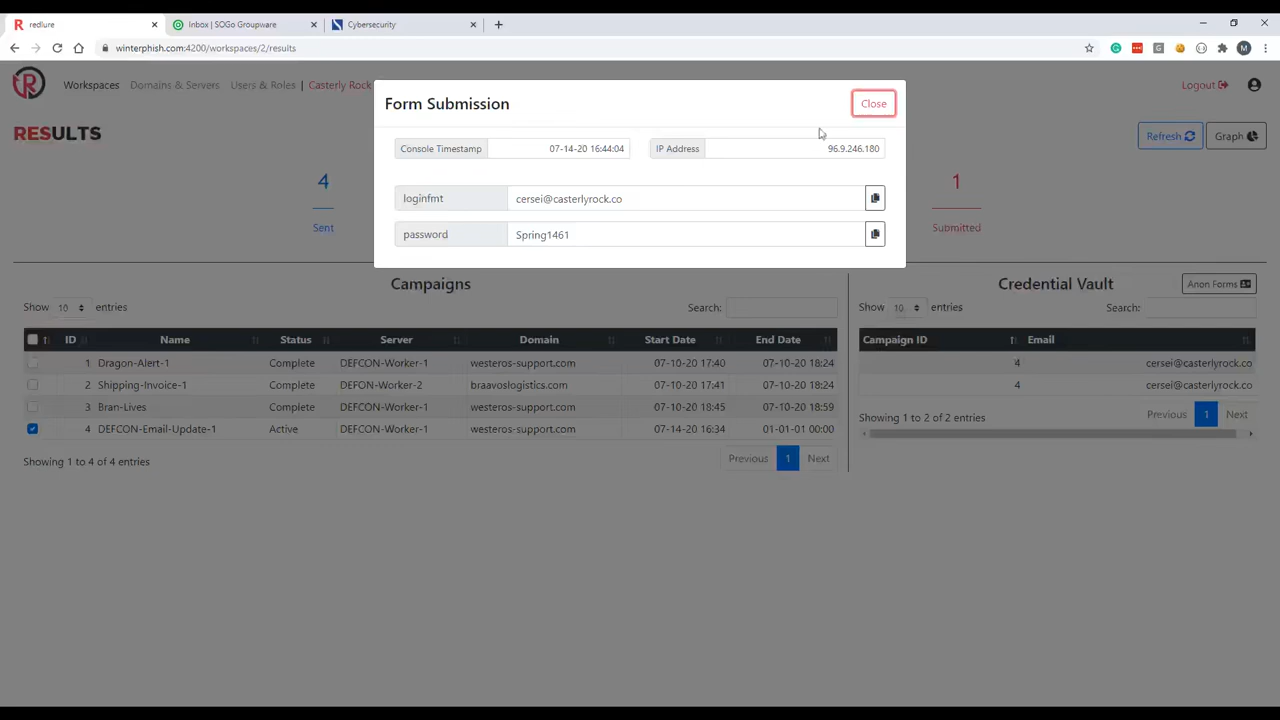 redlure
Inbox | SOGo Groupware
Cybersecurity
winterphish.com:4200/workspaces/2/results
Workspaces Domains & Servers Users & Roles | Casterly Rock Logout
RESULTS
Refresh Graph
Form Submission
Close
Console Timestamp 07-14-20 16:44:04 IP Address 96.9.246.180
loginfmt cersei@casterlyrock.co
password Spring1461
4
Sent
1
Submitted
Campaigns
Show 10 entries Search:
ID Name Status Server Domain Start Date End Date
1 Dragon-Alert-1 Complete DEFCON-Worker-1 westeros-support.com 07-10-20 17:40 07-10-20 18:24
2 Shipping-Invoice-1 Complete DEFON-Worker-2 braavoslogistics.com 07-10-20 17:41 07-10-20 18:24
3 Bran-Lives Complete DEFCON-Worker-1 westeros-support.com 07-10-20 18:45 07-10-20 18:59
4 DEFCON-Email-Update-1 Active DEFCON-Worker-1 westeros-support.com 07-14-20 16:34 01-01-01 00:00
Showing 1 to 4 of 4 entries Previous 1 Next
Credential Vault Anon Forms
Show 10 entries Search:
Campaign ID Email
4 cersei@casterlyrock.co
4 cersei@casterlyrock.co
Showing 1 to 2 of 2 entries Previous 1 Next